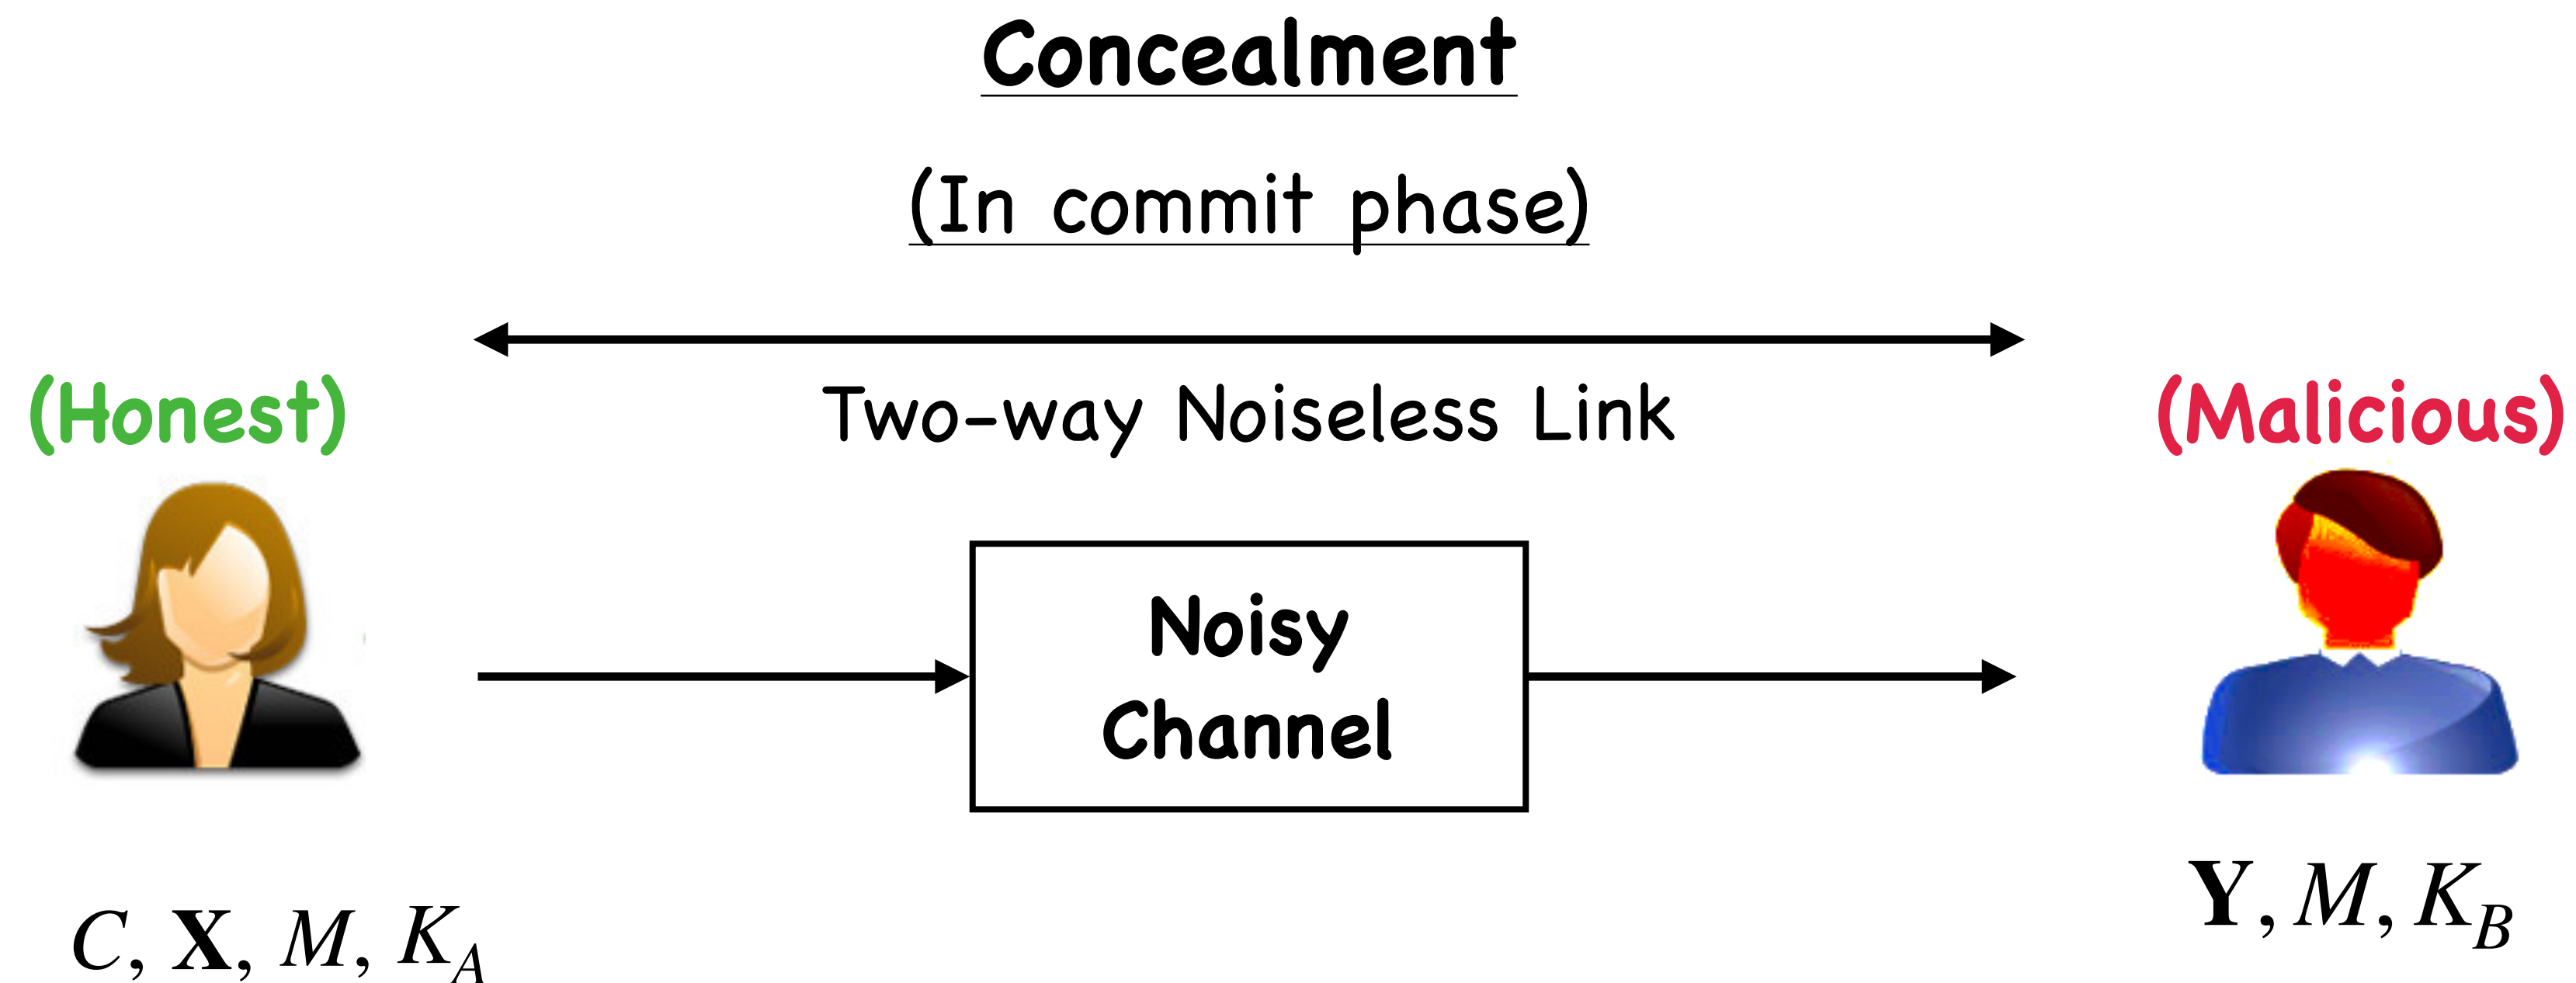 Concealment
(In commit phase)
Two-way Noiseless Link
(Honest)
(Malicious)
Noisy
Channel
C, X, M, K_A
Y, M, K_B